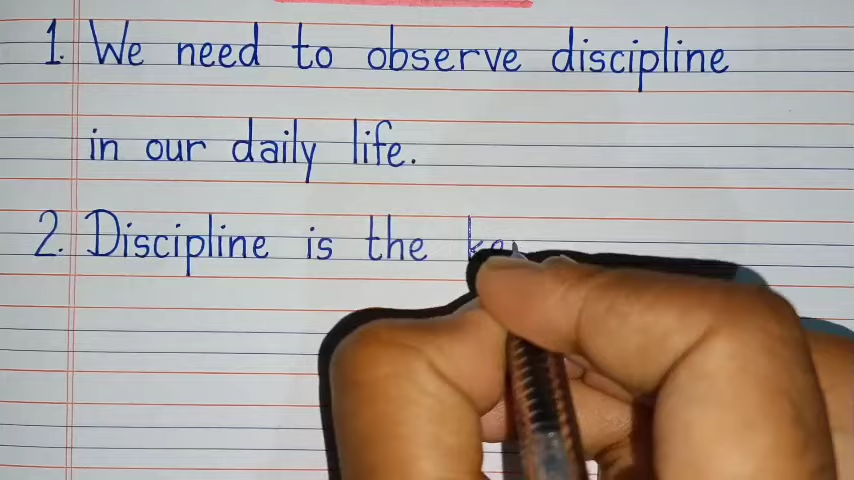 1. We need to observe discipline
in our daily life.
2. Discipline is the